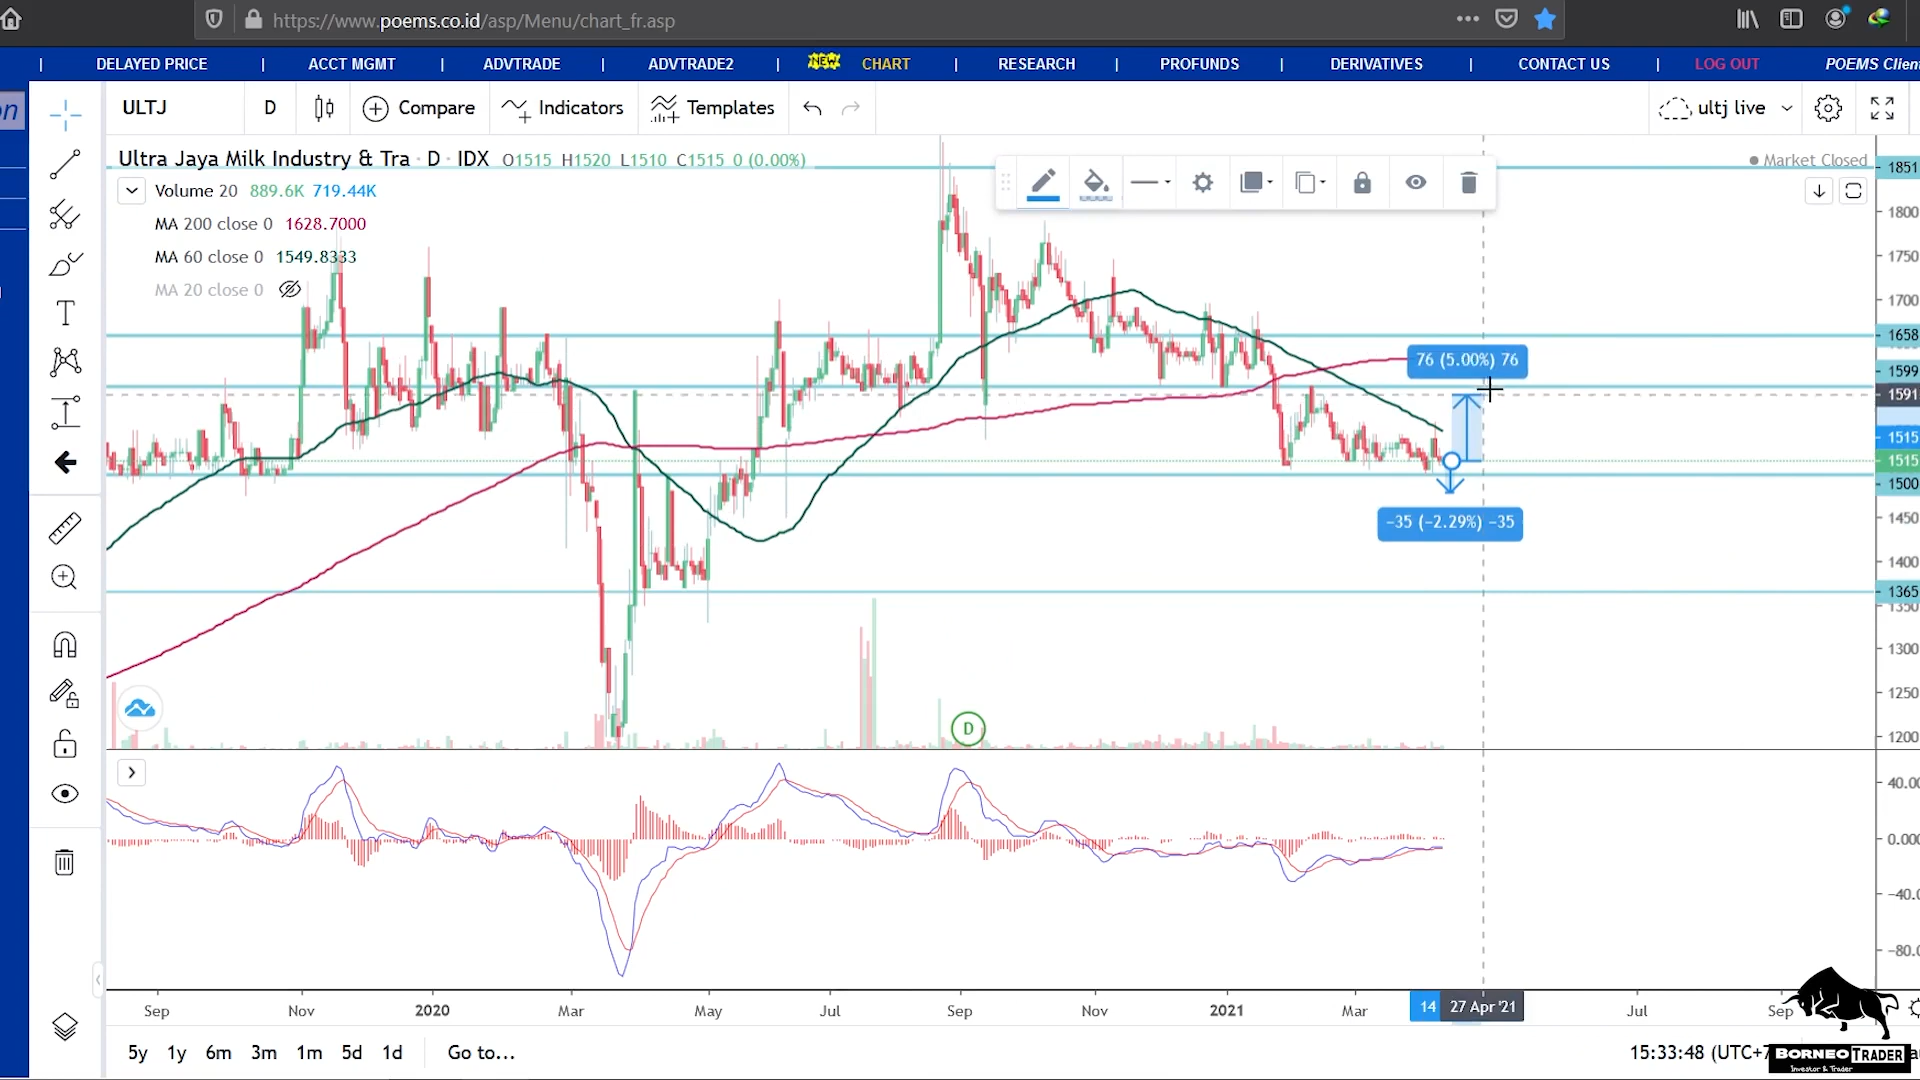 https://www.poems.co.id/asp/Menu/chart_fr.asp
| DELAYED PRICE | ACCT MGMT | ADVTRADE | ADVTRADE2 | NEW CHART | RESEARCH | PROFUNDS | DERIVATIVES | CONTACT US | LOG OUT POEMS Clien
on
ULTJ D Compare Indicators Templates ultj live
Ultra Jaya Milk Industry & Tra · D · IDX O1515 H1520 L1510 C1515 0 (0.00%)
Market Closed
Volume 20 889.6K 719.44K
MA 200 close 0 1628.7000
MA 60 close 0 1549.8333
MA 20 close 0
76 (5.00%) 76
−35 (−2.29%) −35
D
1851
1800
1750
1700
1658
1599
1591
1515
1515
1500
1450
1400
1365
1350
1300
1250
1200
40.00
0.000
−40.0
−80.0
Sep Nov 2020 Mar May Jul Sep Nov 2021 Mar 14 27 Apr '21 Jul Sep
5y 1y 6m 3m 1m 5d 1d Go to... 15:33:48 (UTC+7
BORNEO TRADER
Investor & Trader